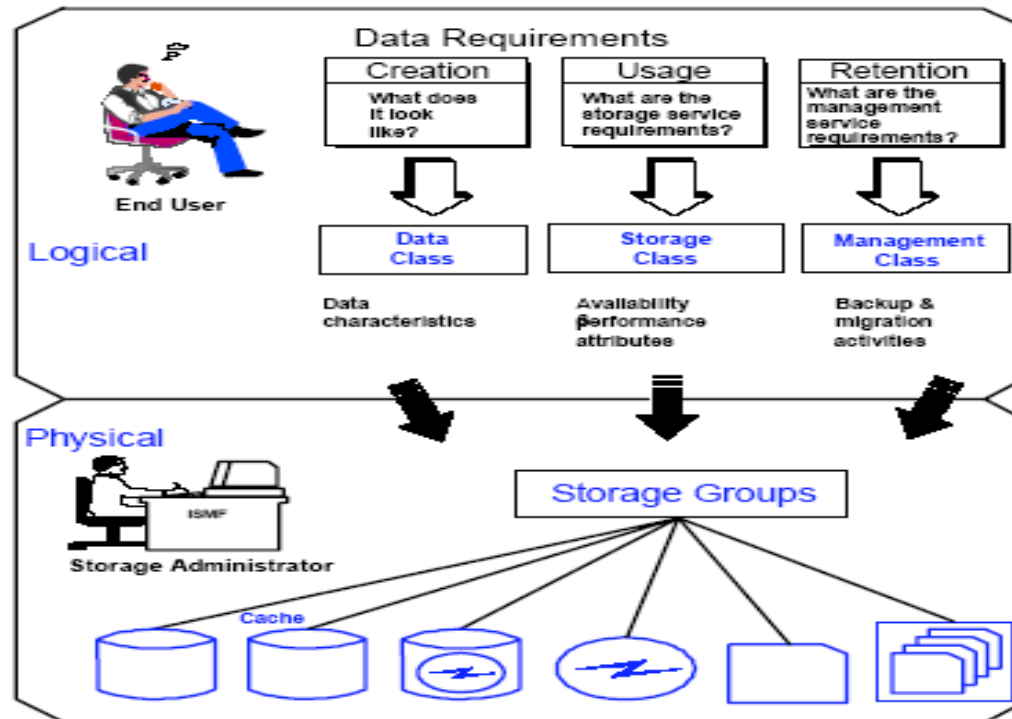 Data Requirements
Creation
What does
it look
like?
Usage
What are the
storage service
requirements?
Retention
What are the
management
service
requirements?
End User
Logical
Data
Class
Storage
Class
Management
Class
Data
characteristics
Availability
performance
attributes
Backup &
migration
activities
Physical
ISMF
Storage Administrator
Storage Groups
Cache